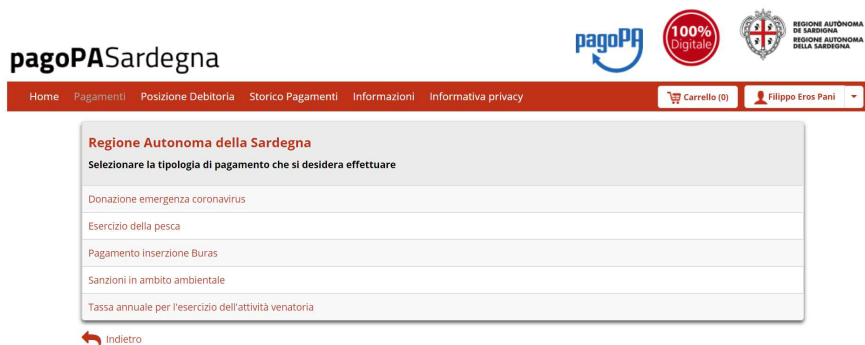 pagoPASardegna
pagoPA
100%
Digitale
REGIONE AUTÒNOMA
DE SARDIGNA
REGIONE AUTONOMA
DELLA SARDEGNA
Home Pagamenti Posizione Debitoria Storico Pagamenti Informazioni Informativa privacy Carrello (0) Filippo Eros Pani
Regione Autonoma della Sardegna
Selezionare la tipologia di pagamento che si desidera effettuare
Donazione emergenza coronavirus
Esercizio della pesca
Pagamento inserzione Buras
Sanzioni in ambito ambientale
Tassa annuale per l'esercizio dell'attività venatoria
Indietro